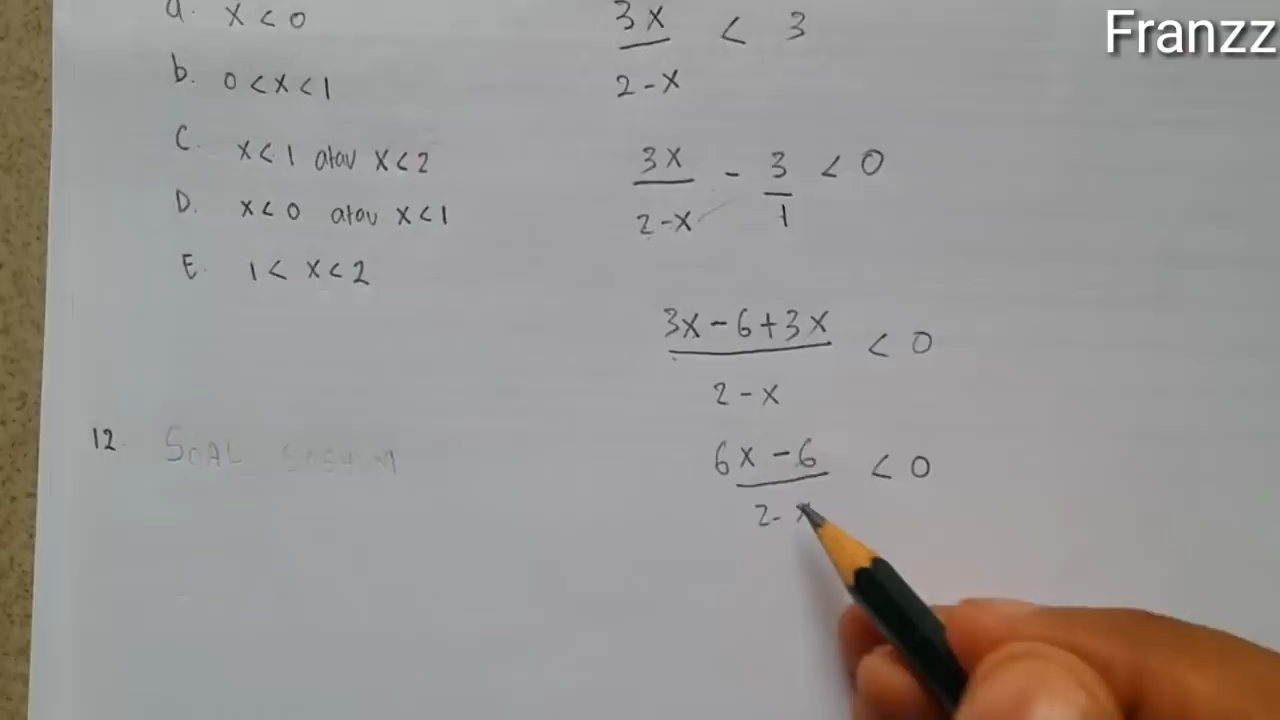 Franzz
a. x < 0
b. 0 < x < 1
C. x < 1 atau x < 2
D. x < 0 atau x < 1
E. 1 < x < 2
12. SOAL
3x < 3
2 - x
3x - 3 < 0
2 - x 1
3x - 6 + 3x < 0
2 - x
6x - 6 < 0
2 - x